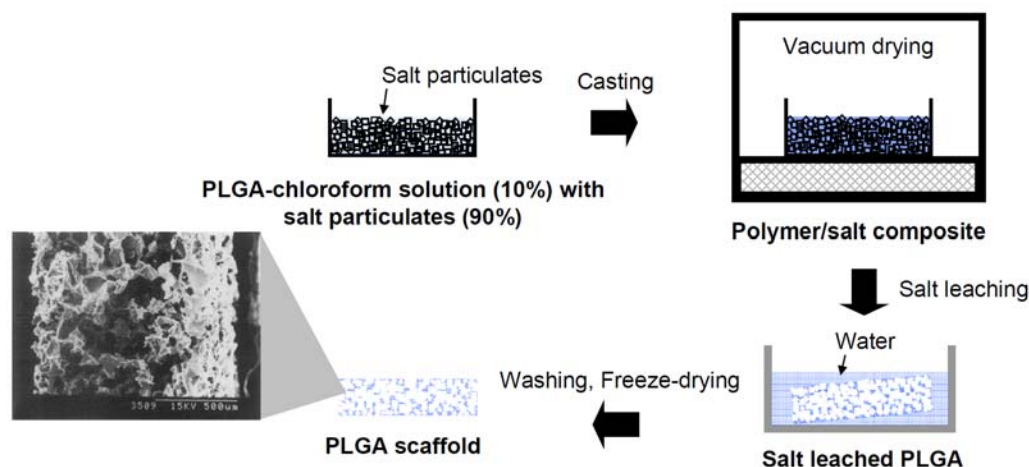 Salt particulates
Casting
Vacuum drying
PLGA-chloroform solution (10%) with
salt particulates (90%)
Polymer/salt composite
Salt leaching
Water
Washing, Freeze-drying
3509 15KV 500um
PLGA scaffold
Salt leached PLGA